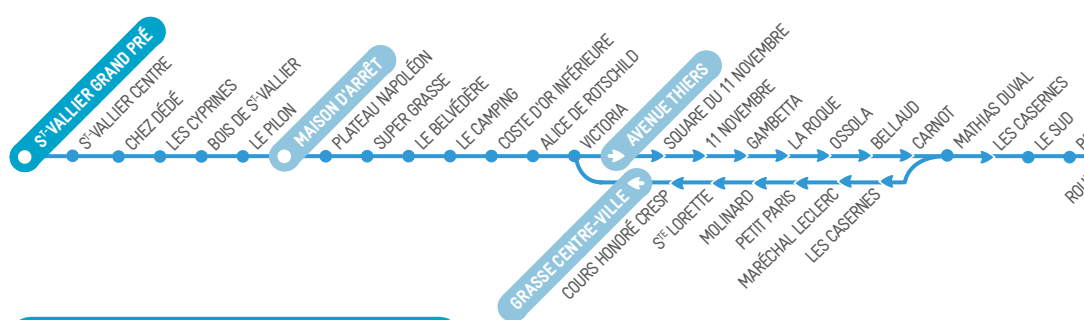 Sᵀ-VALLIER GRAND PRÉ
Sᵀ-VALLIER CENTRE
CHEZ DÉDÉ
LES CYPRINES
BOIS DE Sᵀ-VALLIER
LE PILON
MAISON D'ARRÊT
PLATEAU NAPOLÉON
SUPER GRASSE
LE BELVÉDÈRE
LE CAMPING
COSTE D'OR INFÉRIEURE
ALICE DE ROTSCHILD
VICTORIA
AVENUE THIERS
SQUARE DU 11 NOVEMBRE
11 NOVEMBRE
GAMBETTA
LA ROQUE
OSSOLA
BELLAUD
CARNOT
MATHIAS DUVAL
LES CASERNES
LE SUD
GRASSE CENTRE-VILLE
COURS HONORÉ CRESP
Sᵀᴱ LORETTE
MOLINARD
PETIT PARIS
MARÉCHAL LECLERC
LES CASERNES